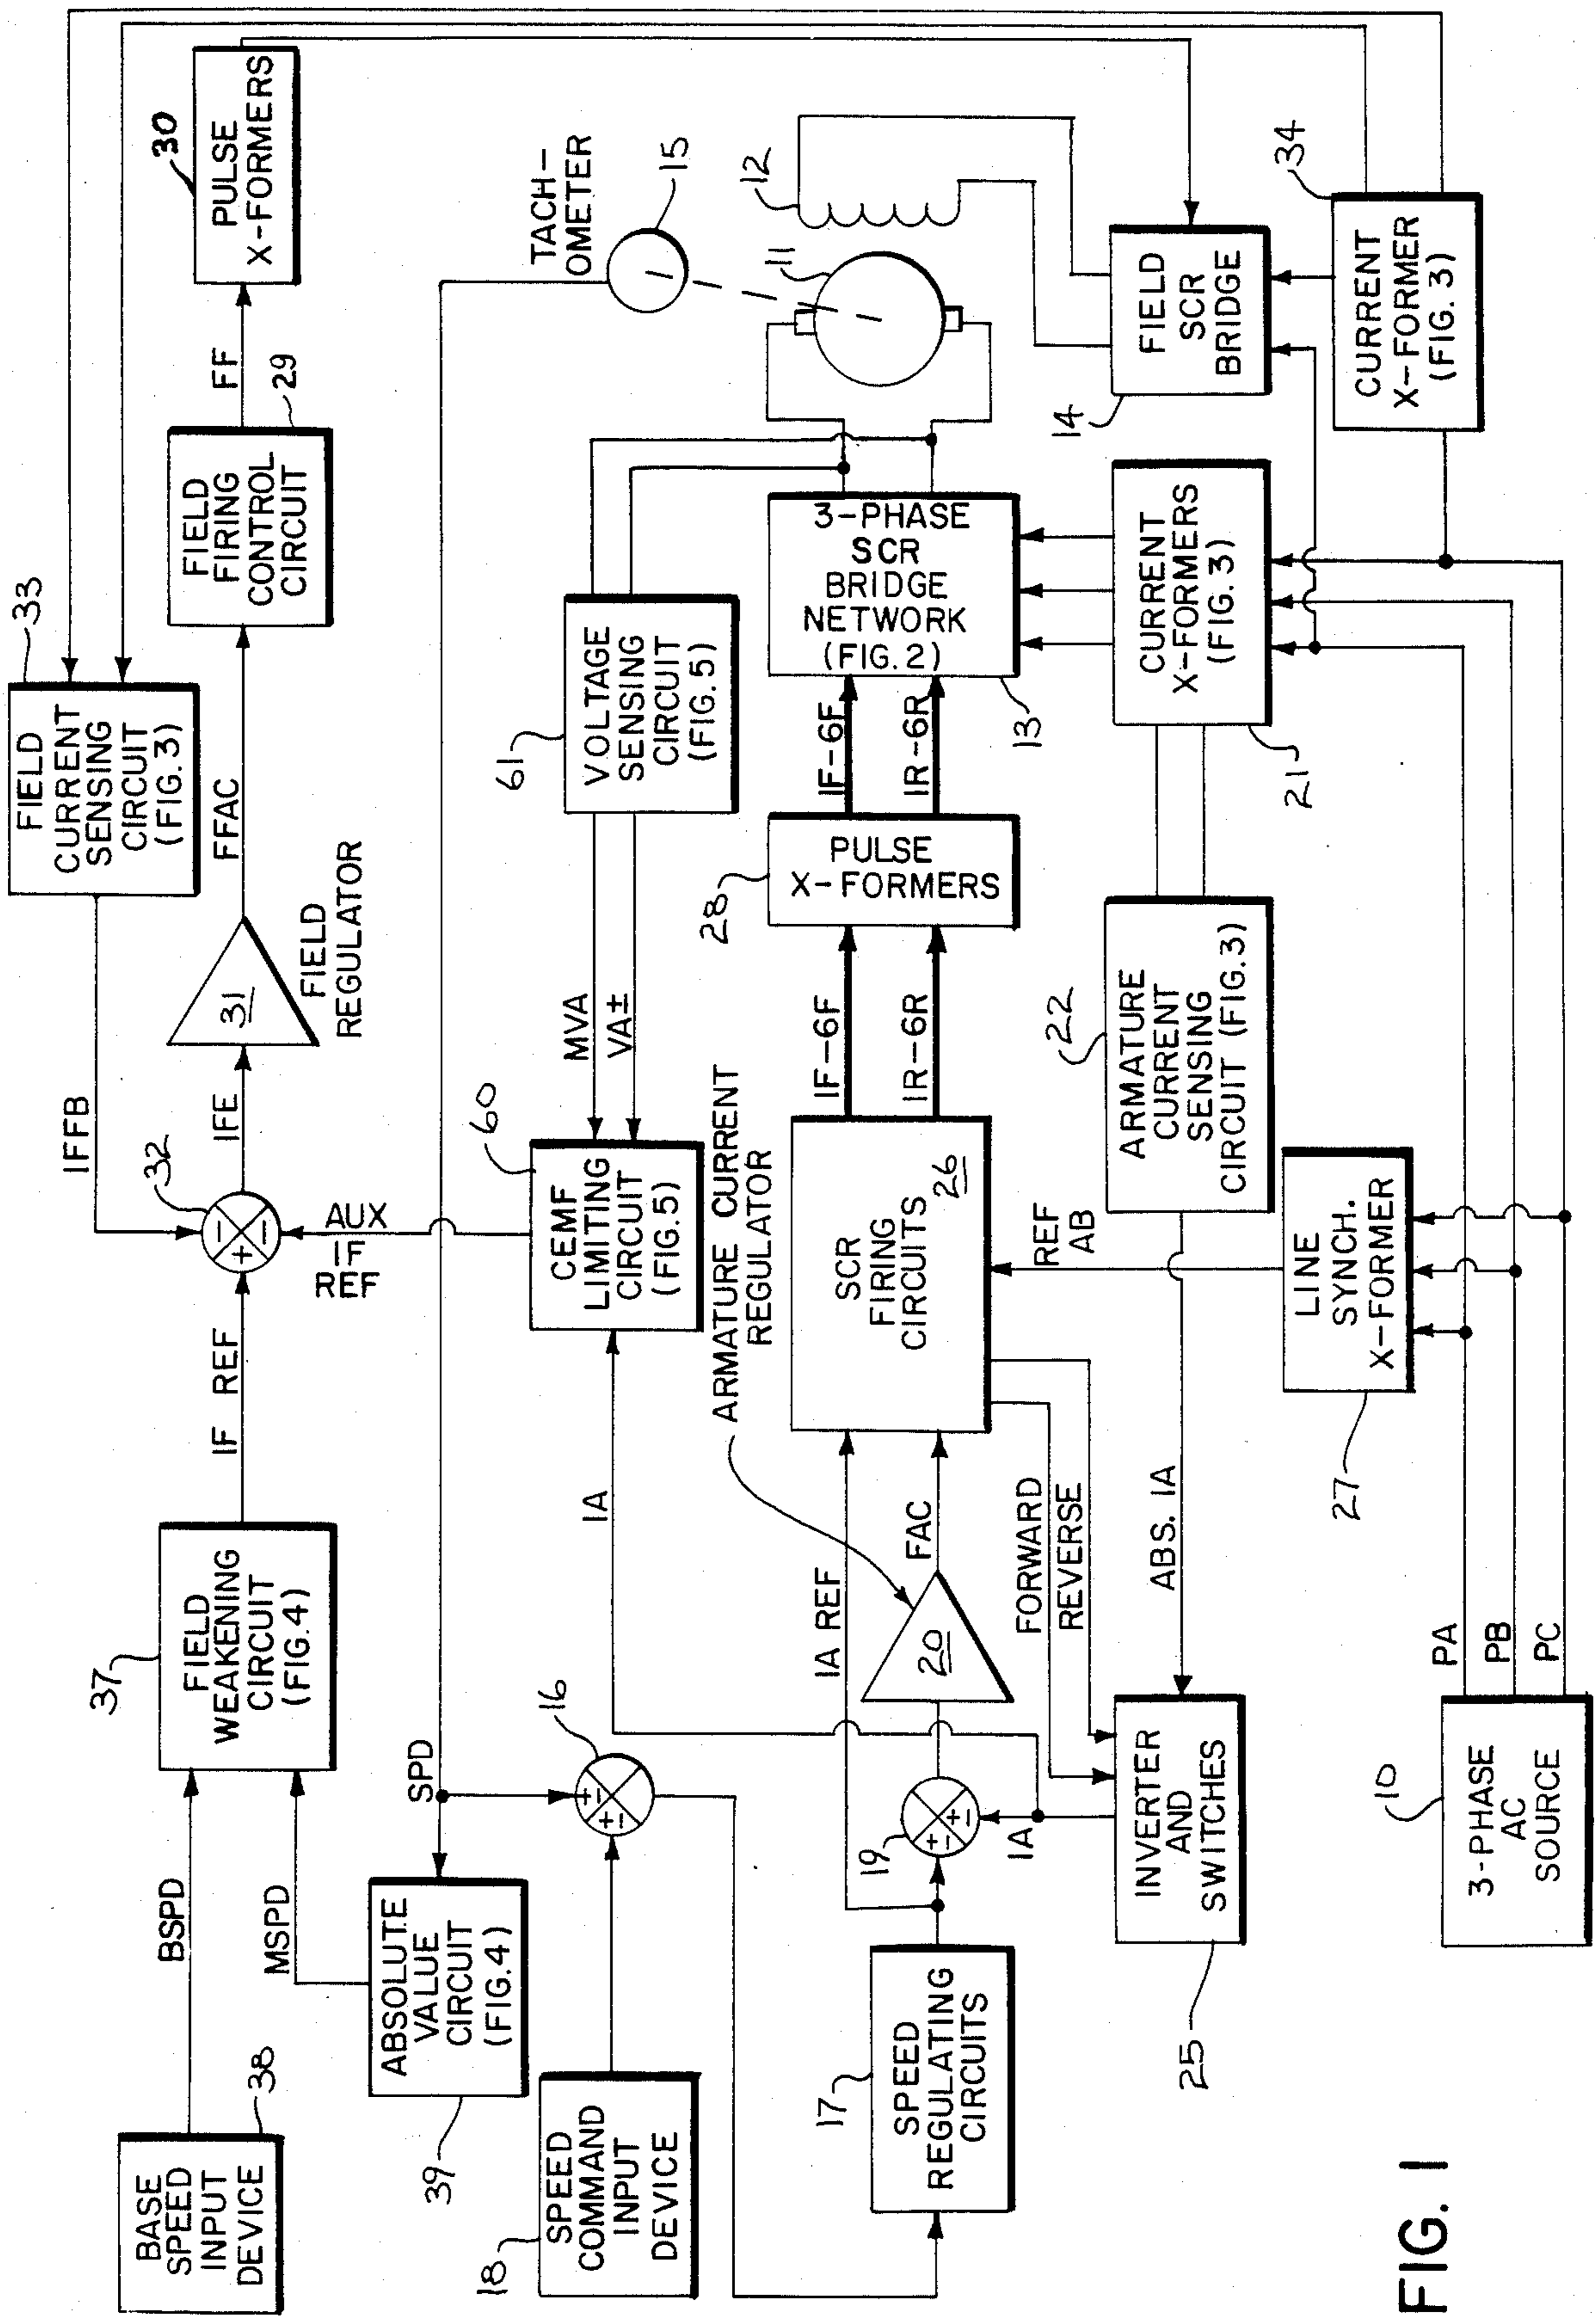 BASE
SPEED
INPUT
DEVICE
38
BSPD
MSPD
37
FIELD
WEAKENING
CIRCUIT
(FIG.4)
IF REF
32
IFFB
IFE
AUX
IF
REF
31
FIELD
REGULATOR
FFAC
33
FIELD
CURRENT
SENSING
CIRCUIT
(FIG.3)
FIELD
FIRING
CONTROL
CIRCUIT
29
FF
30
PULSE
X-FORMERS
ABSOLUTE
VALUE
CIRCUIT
(FIG.4)
39
SPD
SPEED
COMMAND
INPUT
DEVICE
18
16
IA
60
CEMF
LIMITING
CIRCUIT
(FIG.5)
MVA
VA±
61
VOLTAGE
SENSING
CIRCUIT
(FIG.5)
TACH-
OMETER
15
11
12
17
SPEED
REGULATING
CIRCUITS
19
IA REF
20
FAC
ARMATURE CURRENT
REGULATOR
SCR
FIRING
CIRCUITS
26
1F-6F
1R-6R
28
PULSE
X-FORMERS
1F-6F
1R-6R
3-PHASE
SCR
BRIDGE
NETWORK
(FIG.2)
13
IA
FORWARD
REVERSE
REF
AB
INVERTER
AND
SWITCHES
25
ABS. IA
22
ARMATURE
CURRENT
SENSING
CIRCUIT (FIG.3)
CURRENT
X-FORMERS
(FIG.3)
21
14
FIELD
SCR
BRIDGE
LINE
SYNCH.
X-FORMER
27
34
CURRENT
X-FORMER
(FIG.3)
10
3-PHASE
AC
SOURCE
PA
PB
PC
FIG. 1